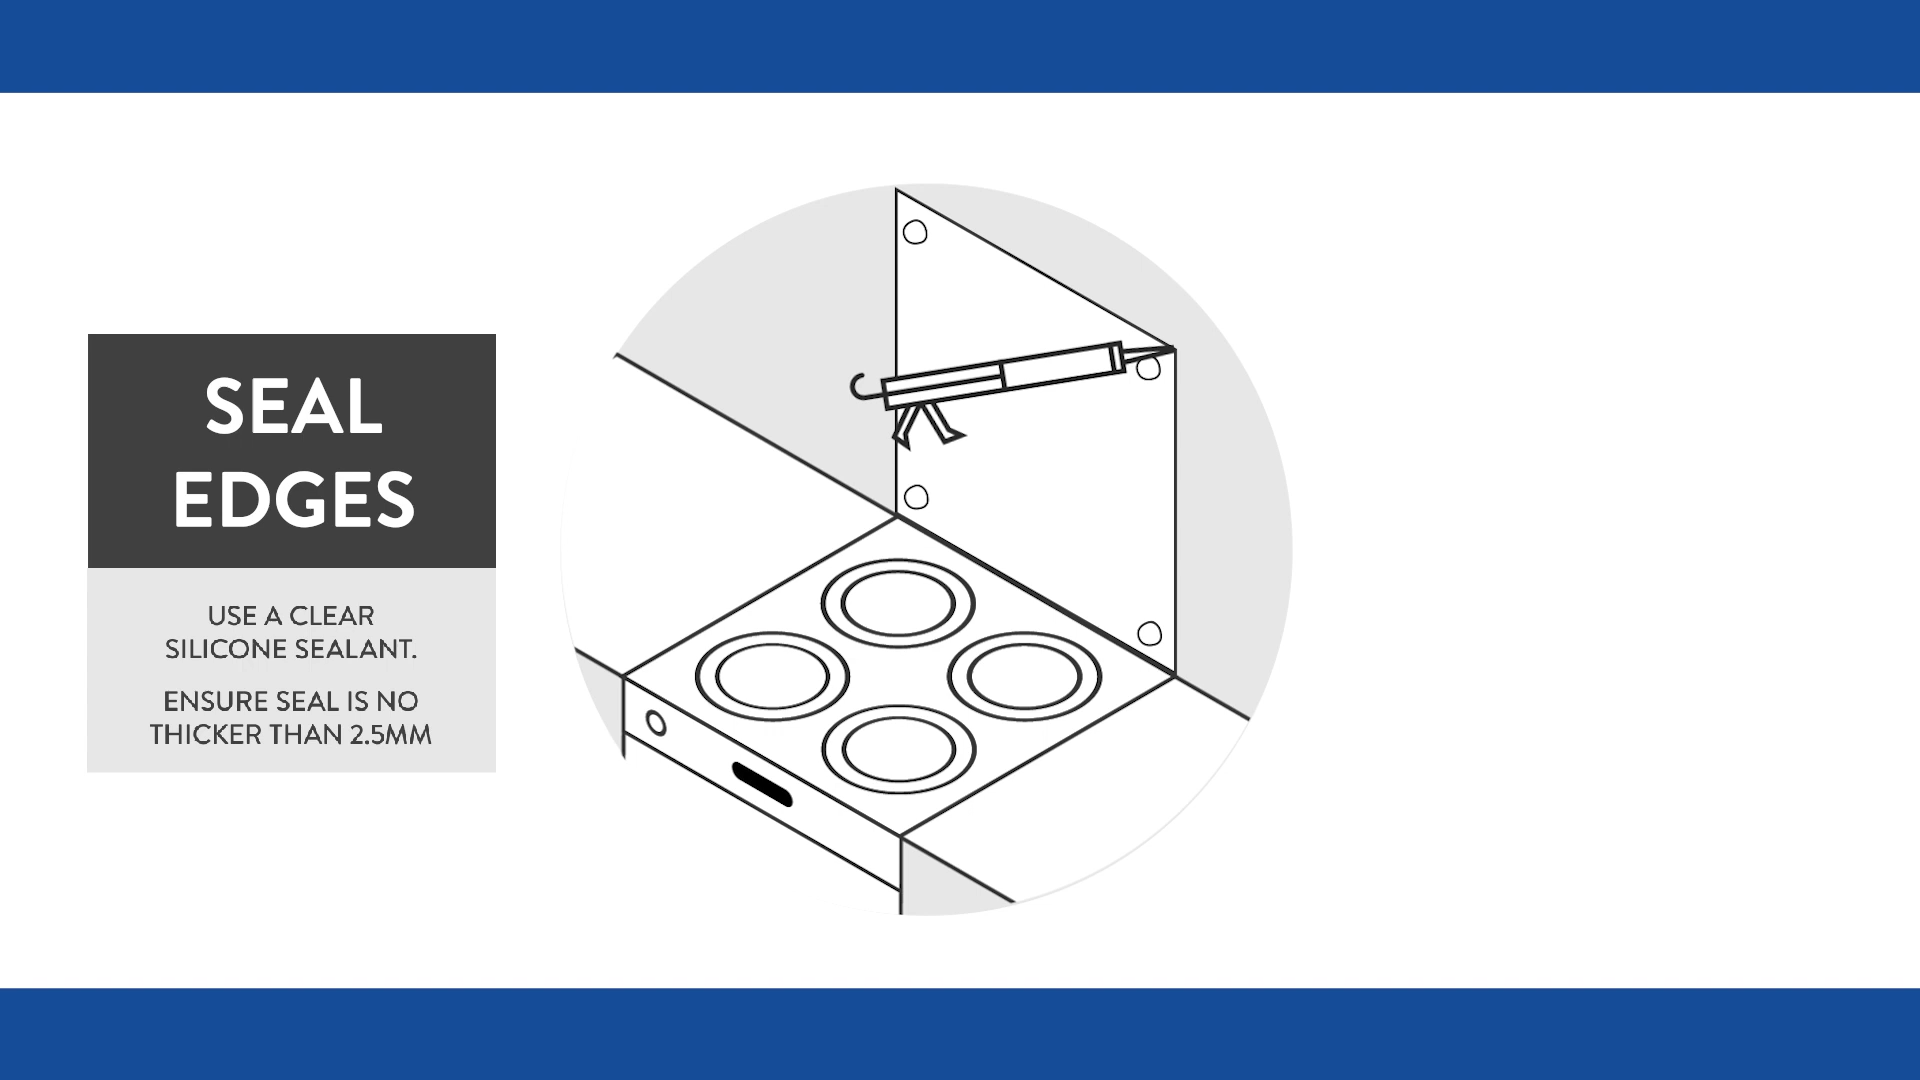 SEAL
EDGES
USE A CLEAR
SILICONE SEALANT.
ENSURE SEAL IS NO
THICKER THAN 2.5MM